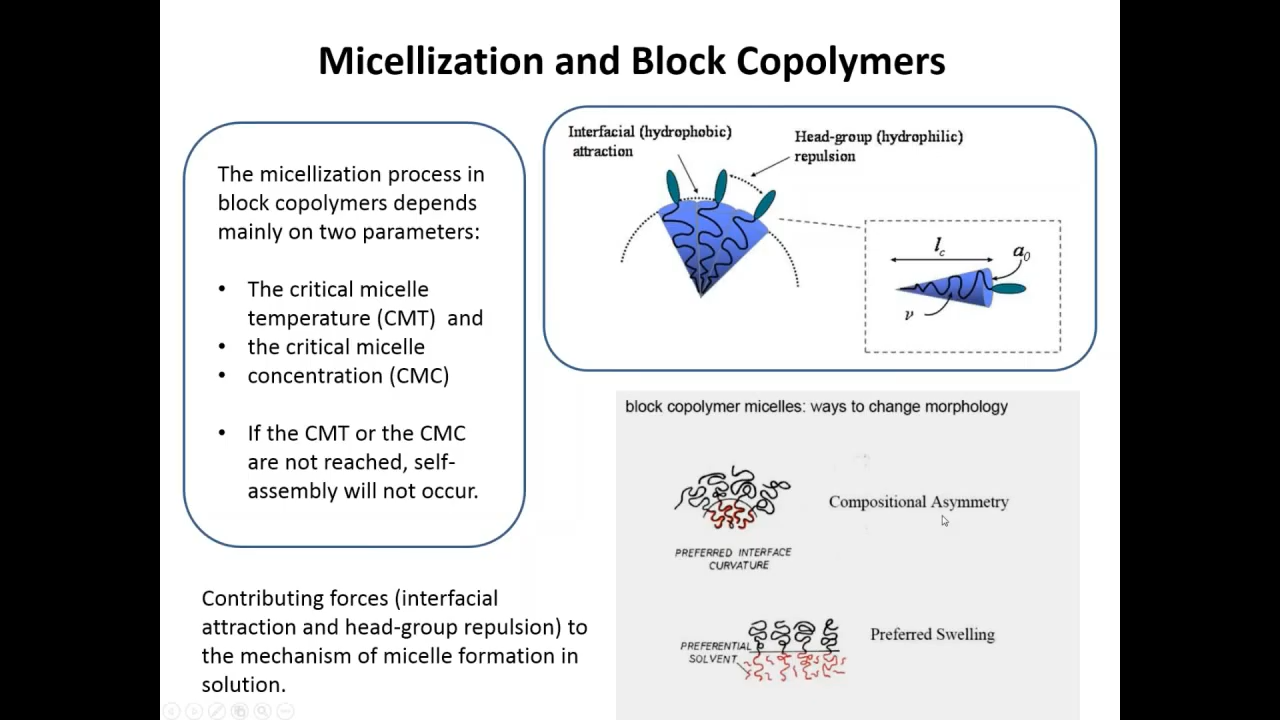 Micellization and Block Copolymers
The micellization process in
block copolymers depends
mainly on two parameters:
• The critical micelle
temperature (CMT) and
• the critical micelle
• concentration (CMC)
• If the CMT or the CMC
are not reached, self-
assembly will not occur.
Contributing forces (interfacial
attraction and head-group repulsion) to
the mechanism of micelle formation in
solution.
Interfacial (hydrophobic)
attraction
Head-group (hydrophilic)
repulsion
lc
a0
ν
block copolymer micelles: ways to change morphology
Compositional Asymmetry
PREFERRED INTERFACE
CURVATURE
Preferred Swelling
PREFERENTIAL
SOLVENT